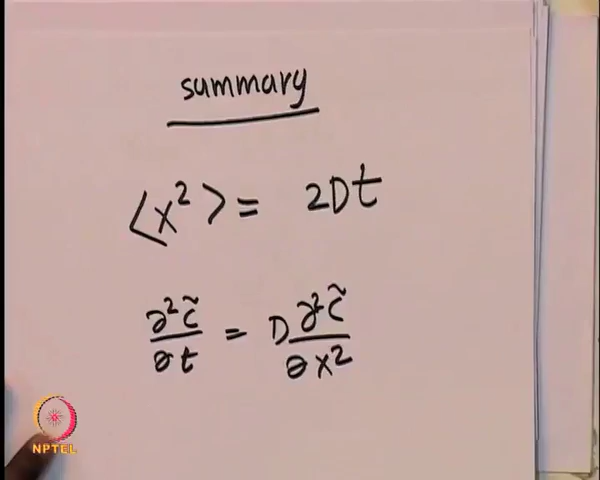 summary
⟨x²⟩ = 2Dt
∂²c̃/∂t = D ∂²c̃/∂x²
NPTEL